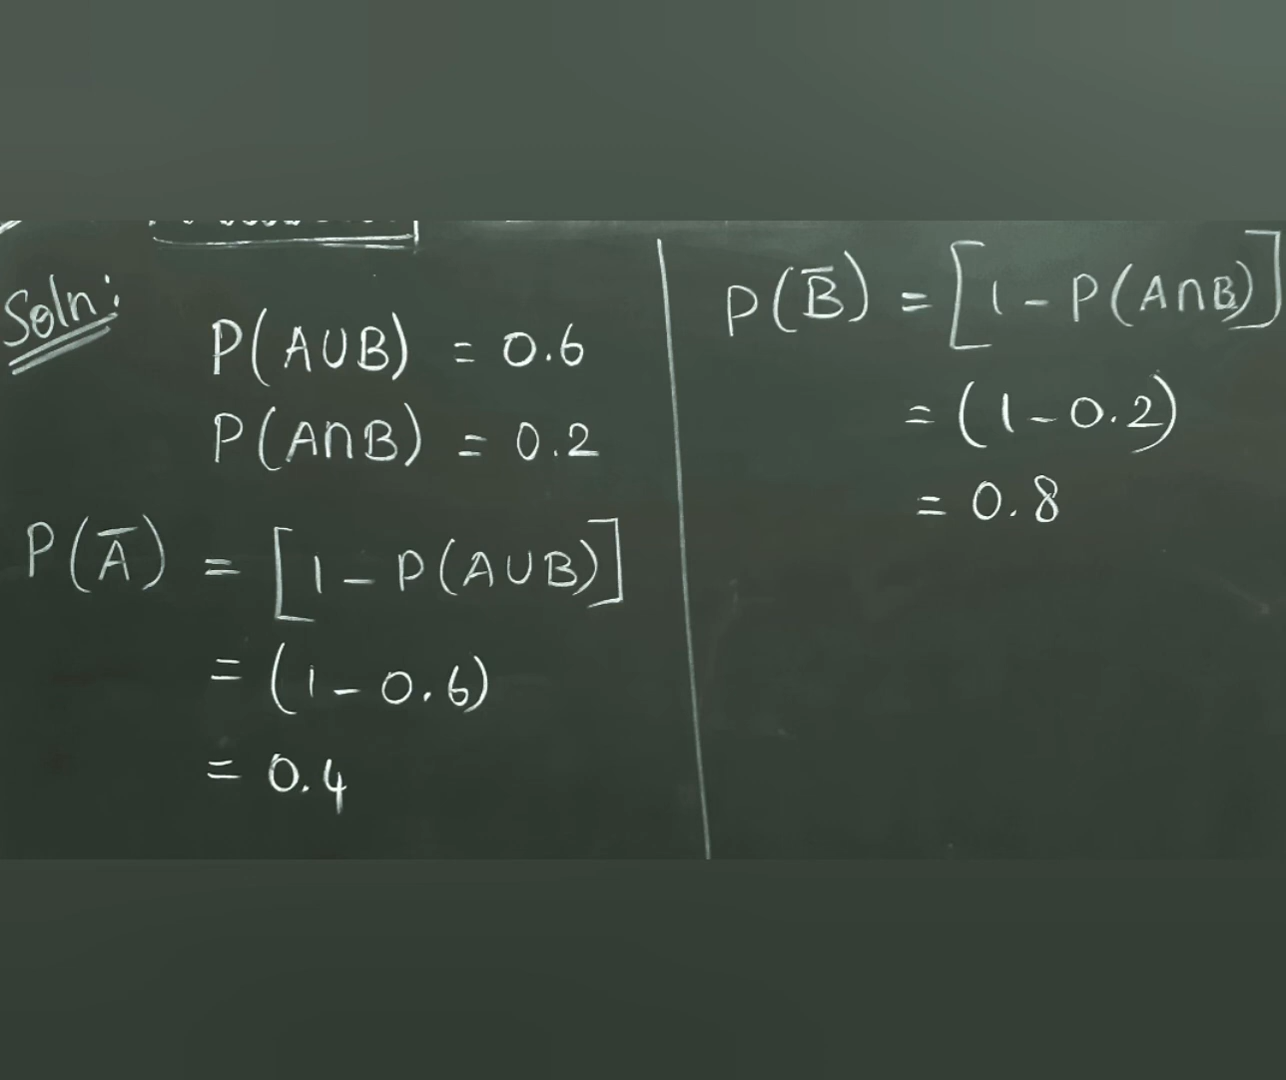 Soln:
P(A∪B) = 0.6
P(A∩B) = 0.2
P(A̅) = [1 - P(A∪B)]
= (1 - 0.6)
= 0.4
P(B̅) = [1 - P(A∩B)]
= (1 - 0.2)
= 0.8